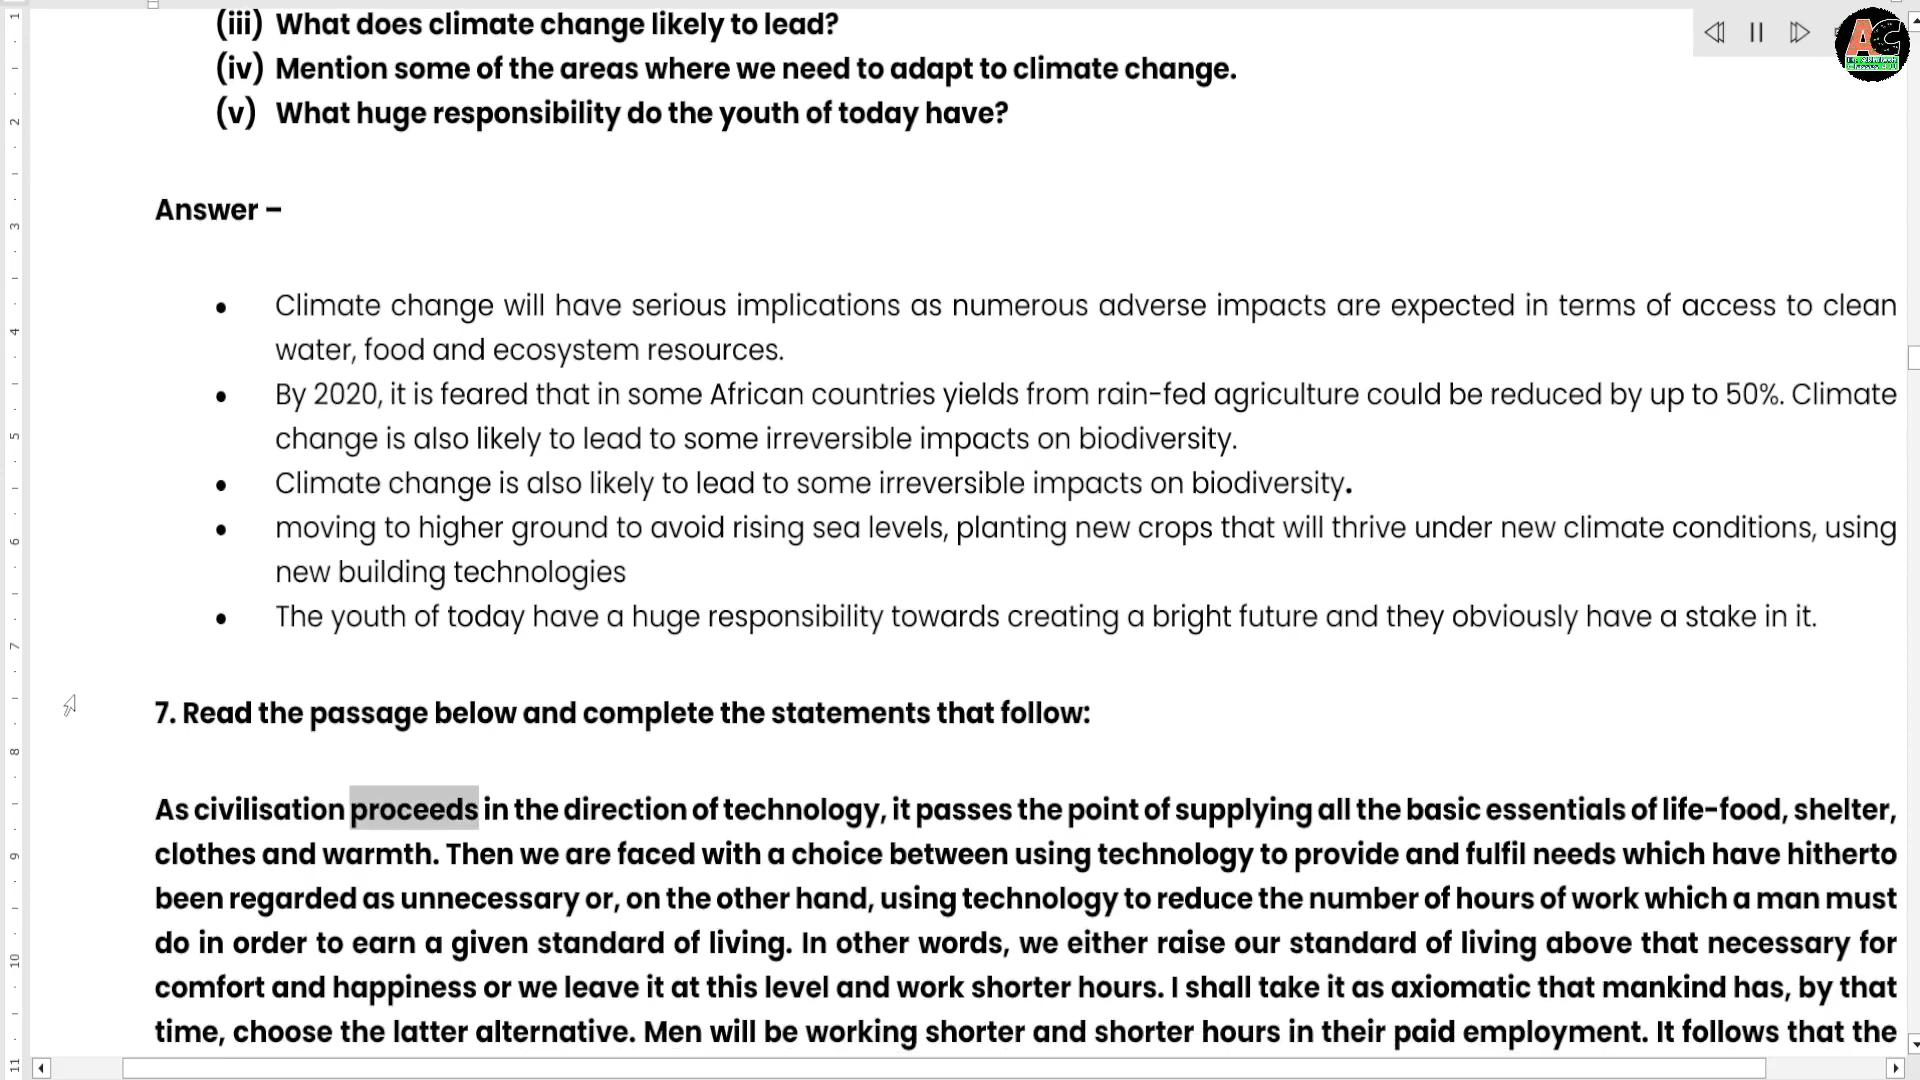 (iii) What does climate change likely to lead?
(iv) Mention some of the areas where we need to adapt to climate change.
(v) What huge responsibility do the youth of today have?
Answer –
• Climate change will have serious implications as numerous adverse impacts are expected in terms of access to clean
water, food and ecosystem resources.
• By 2020, it is feared that in some African countries yields from rain-fed agriculture could be reduced by up to 50%. Climate
change is also likely to lead to some irreversible impacts on biodiversity.
• Climate change is also likely to lead to some irreversible impacts on biodiversity.
• moving to higher ground to avoid rising sea levels, planting new crops that will thrive under new climate conditions, using
new building technologies
• The youth of today have a huge responsibility towards creating a bright future and they obviously have a stake in it.
7. Read the passage below and complete the statements that follow:
As civilisation proceeds in the direction of technology, it passes the point of supplying all the basic essentials of life-food, shelter,
clothes and warmth. Then we are faced with a choice between using technology to provide and fulfil needs which have hitherto
been regarded as unnecessary or, on the other hand, using technology to reduce the number of hours of work which a man must
do in order to earn a given standard of living. In other words, we either raise our standard of living above that necessary for
comfort and happiness or we leave it at this level and work shorter hours. I shall take it as axiomatic that mankind has, by that
time, choose the latter alternative. Men will be working shorter and shorter hours in their paid employment. It follows that the
1
2
3
4
5
6
7
8
9
10
11
AC